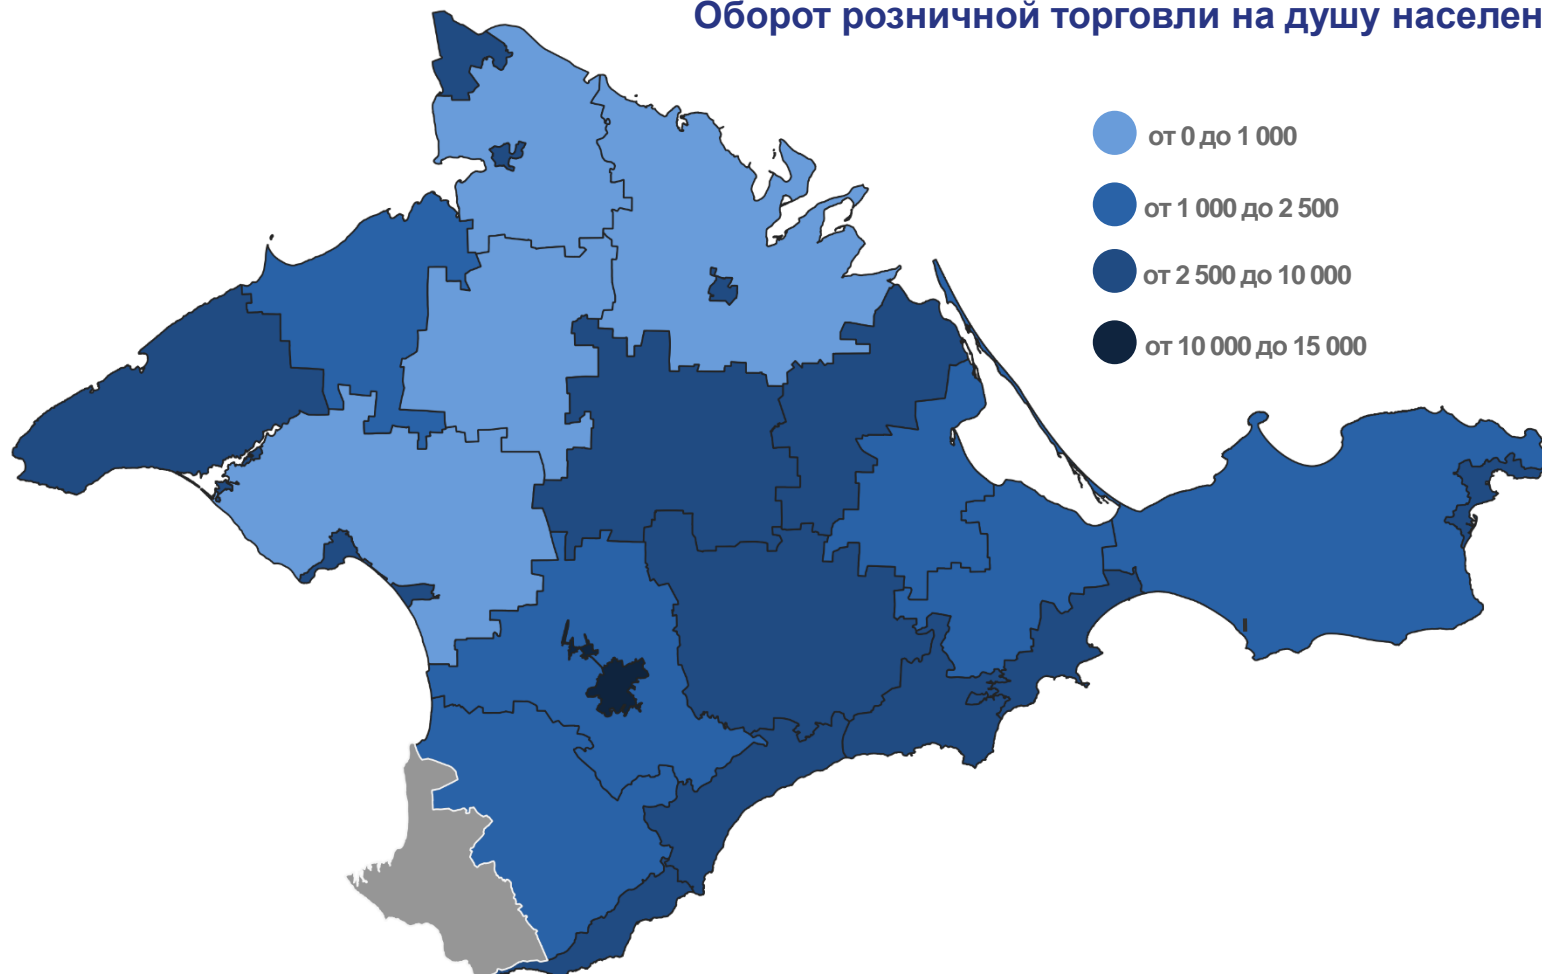 Оборот розничной торговли на душу населен
от 0 до 1 000
от 1 000 до 2 500
от 2 500 до 10 000
от 10 000 до 15 000